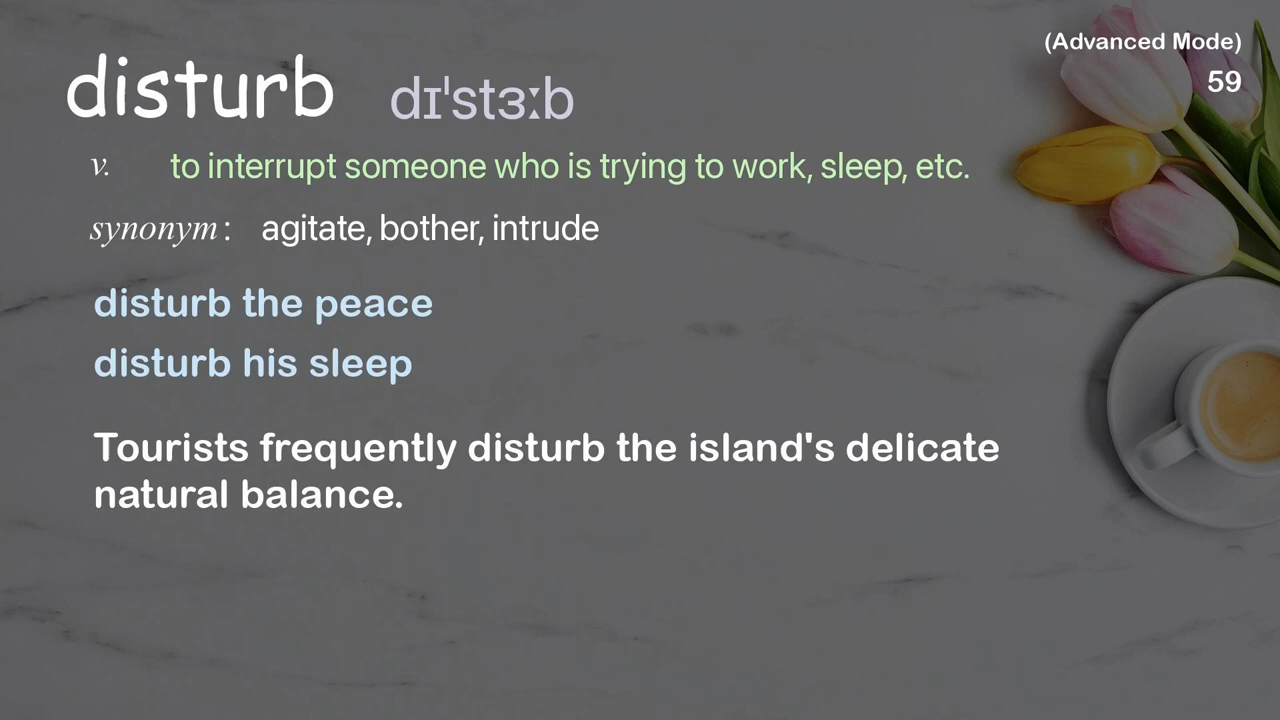 (Advanced Mode)
59
disturb dɪˈstɜːb
v. to interrupt someone who is trying to work, sleep, etc.
synonym : agitate, bother, intrude
disturb the peace
disturb his sleep
Tourists frequently disturb the island's delicate
natural balance.